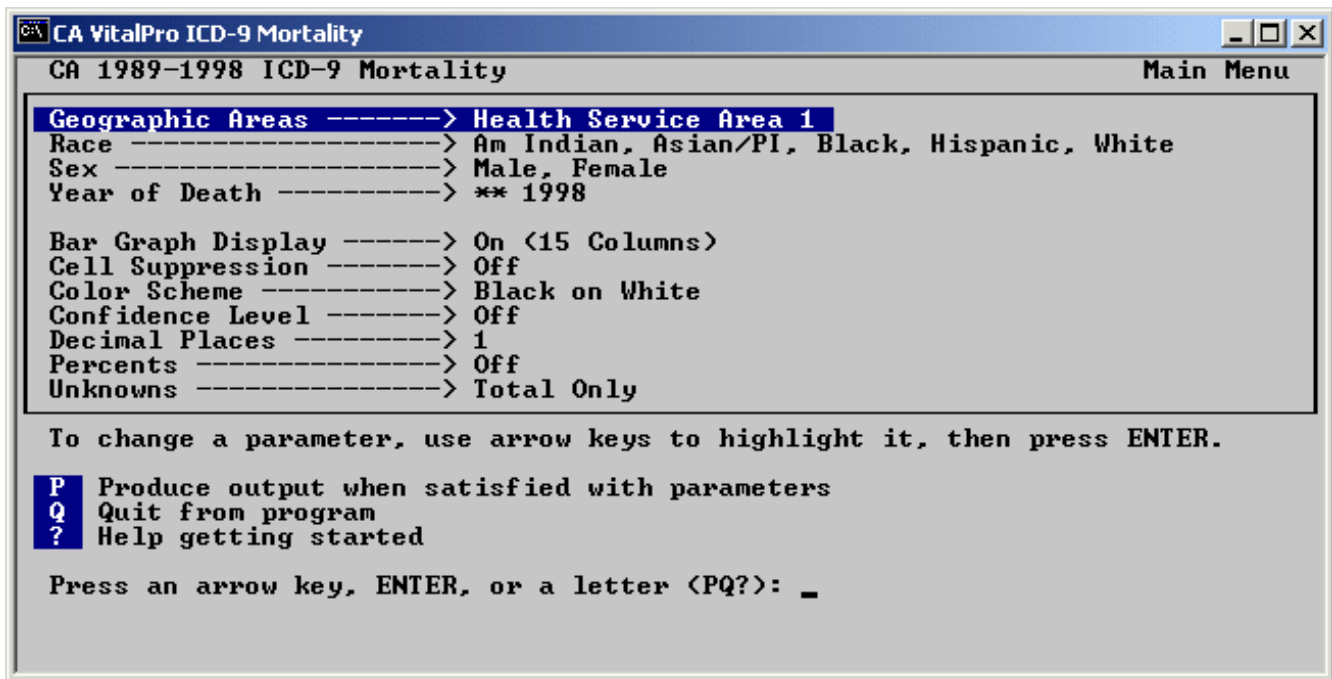 CA VitalPro ICD-9 Mortality
CA 1989-1998 ICD-9 Mortality Main Menu
Geographic Areas -------> Health Service Area 1
Race -------------------> Am Indian, Asian/PI, Black, Hispanic, White
Sex --------------------> Male, Female
Year of Death ----------> ** 1998
Bar Graph Display ------> On (15 Columns)
Cell Suppression -------> Off
Color Scheme -----------> Black on White
Confidence Level -------> Off
Decimal Places ---------> 1
Percents ---------------> Off
Unknowns ---------------> Total Only
To change a parameter, use arrow keys to highlight it, then press ENTER.
P Produce output when satisfied with parameters
Q Quit from program
? Help getting started
Press an arrow key, ENTER, or a letter (PQ?): _